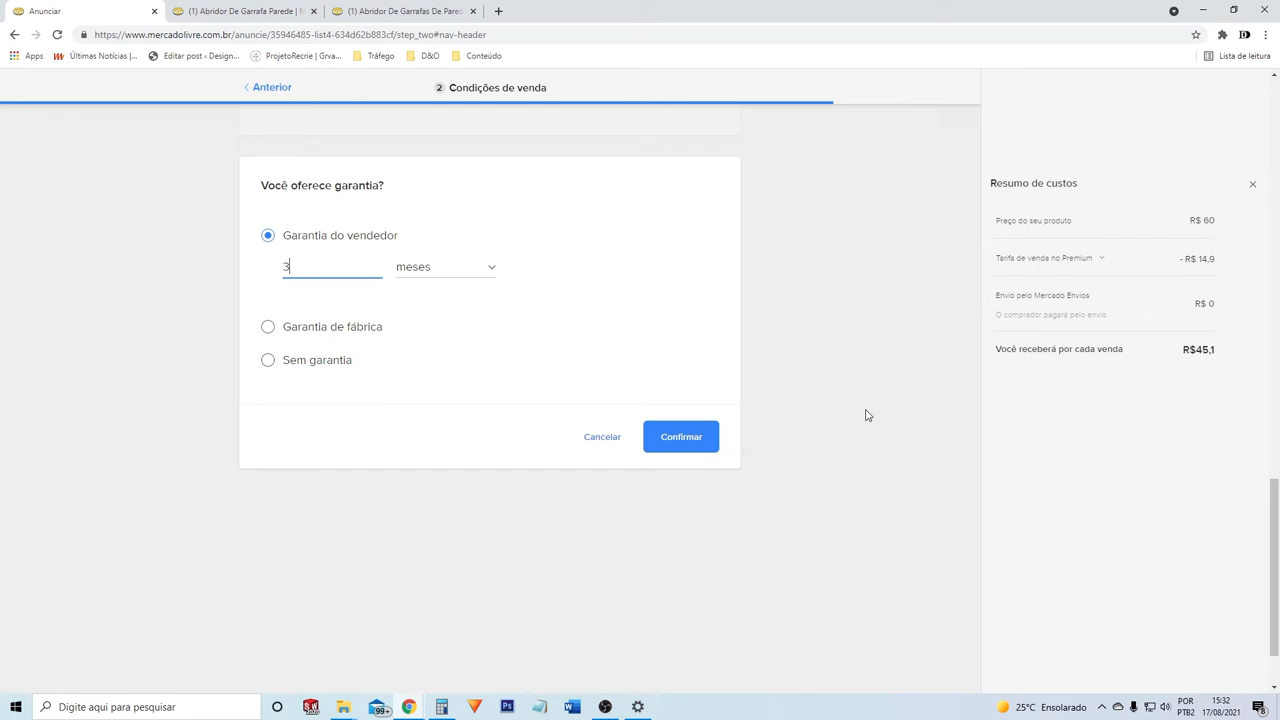 Anunciar
(1) Abridor De Garrafa Parede | M
(1) Abridor De Garrafas De Pared
https://www.mercadolivre.com.br/anuncie/35946485-list4-634d62b883cf/step_two#nav-header
Apps
Últimas Notícias |...
Editar post ‹ Design...
ProjetoRecrie | Grva...
Tráfego
D&O
Conteúdo
Lista de leitura
Anterior
2 Condições de venda
Você oferece garantia?
Garantia do vendedor
3
meses
Garantia de fábrica
Sem garantia
Cancelar
Confirmar
Resumo de custos
Preço do seu produto
R$ 60
Tarifa de venda no Premium
- R$ 14,9
Envio pelo Mercado Envios
R$ 0
O comprador pagará pelo envio.
Você receberá por cada venda
R$45,1
Digite aqui para pesquisar
99+
25°C Ensolarado
POR
PTB2
15:32
17/08/2021